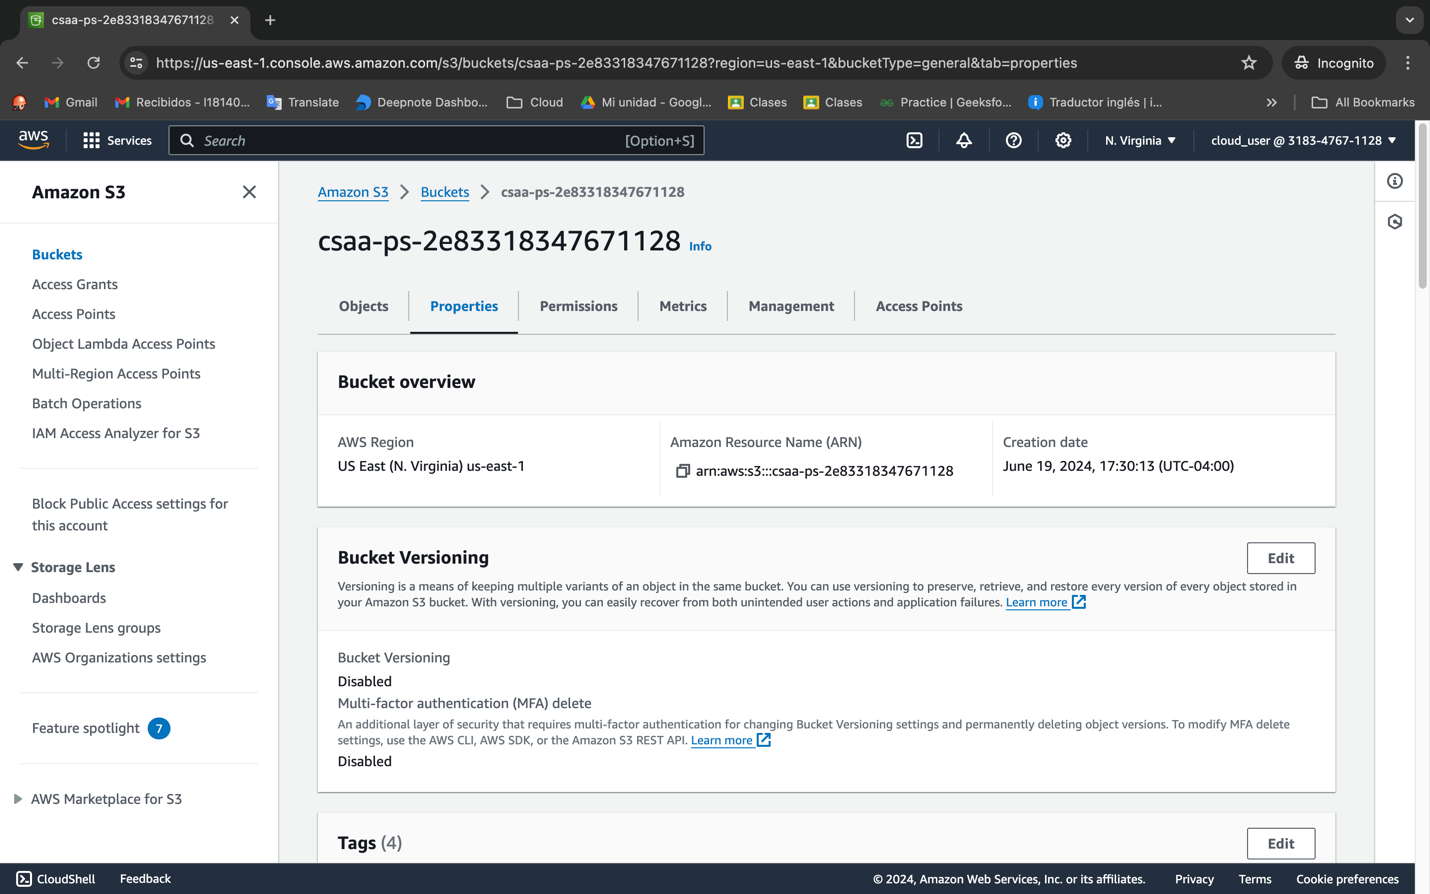 csaa-ps-2e83318347671128
https://us-east-1.console.aws.amazon.com/s3/buckets/csaa-ps-2e83318347671128?region=us-east-1&bucketType=general&tab=properties
Incognito
Gmail
Recibidos - l18140...
Translate
Deepnote Dashbo...
Cloud
Mi unidad - Googl...
Clases
Clases
Practice | Geeksfo...
Traductor inglés | i...
All Bookmarks
aws
Services
Search
[Option+S]
N. Virginia
cloud_user @ 3183-4767-1128
Amazon S3
Buckets
Access Grants
Access Points
Object Lambda Access Points
Multi-Region Access Points
Batch Operations
IAM Access Analyzer for S3
Block Public Access settings for
this account
Storage Lens
Dashboards
Storage Lens groups
AWS Organizations settings
Feature spotlight 7
AWS Marketplace for S3
Amazon S3 > Buckets > csaa-ps-2e83318347671128
csaa-ps-2e83318347671128 Info
Objects
Properties
Permissions
Metrics
Management
Access Points
Bucket overview
AWS Region
US East (N. Virginia) us-east-1
Amazon Resource Name (ARN)
arn:aws:s3:::csaa-ps-2e83318347671128
Creation date
June 19, 2024, 17:30:13 (UTC-04:00)
Bucket Versioning
Edit
Versioning is a means of keeping multiple variants of an object in the same bucket. You can use versioning to preserve, retrieve, and restore every version of every object stored in
your Amazon S3 bucket. With versioning, you can easily recover from both unintended user actions and application failures. Learn more
Bucket Versioning
Disabled
Multi-factor authentication (MFA) delete
An additional layer of security that requires multi-factor authentication for changing Bucket Versioning settings and permanently deleting object versions. To modify MFA delete
settings, use the AWS CLI, AWS SDK, or the Amazon S3 REST API. Learn more
Disabled
Tags (4)
Edit
CloudShell
Feedback
© 2024, Amazon Web Services, Inc. or its affiliates.
Privacy
Terms
Cookie preferences